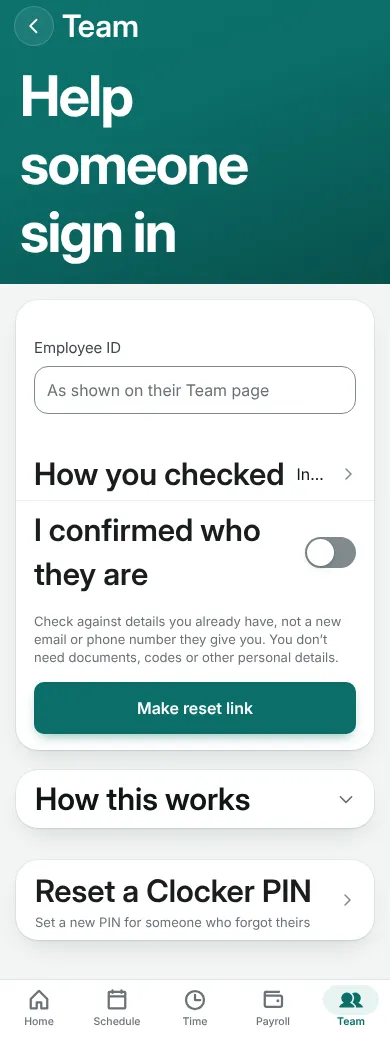 Team
Help
someone
sign in
Employee ID
As shown on their Team page
How you checked In...
I confirmed who
they are
Check against details you already have, not a new
email or phone number they give you. You don't
need documents, codes or other personal details.
Make reset link
How this works
Reset a Clocker PIN
Set a new PIN for someone who forgot theirs
Home Schedule Time Payroll Team